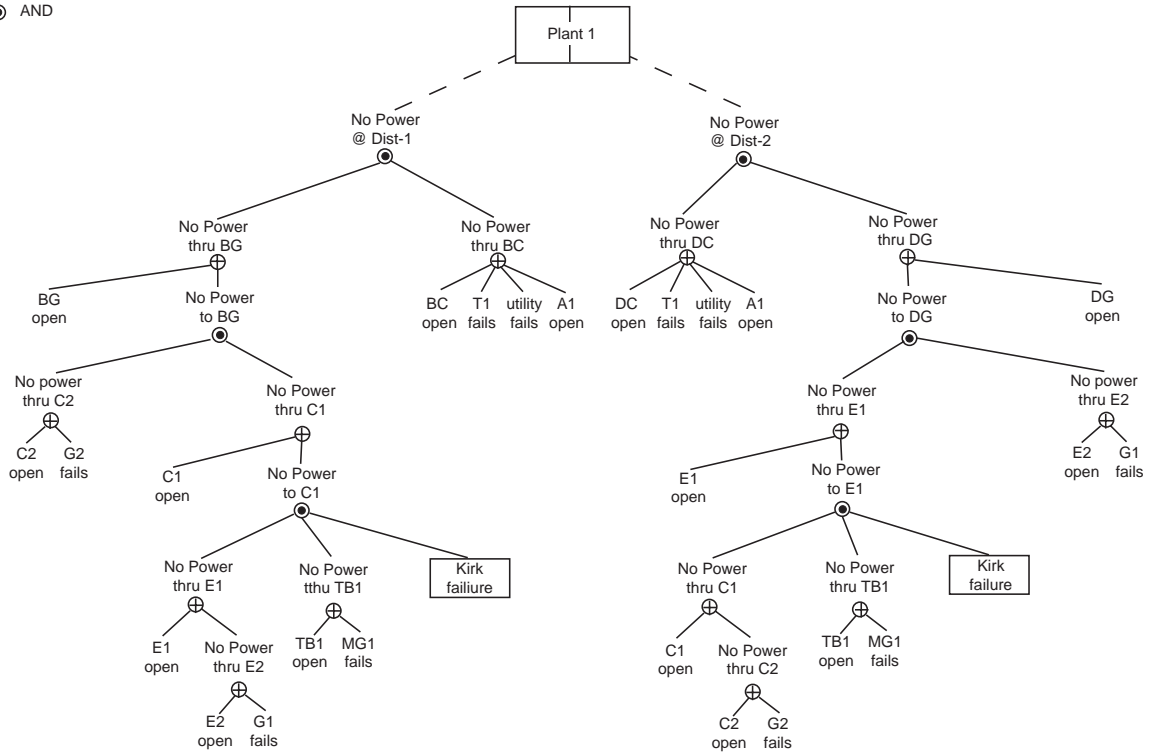 AND
Plant 1
No Power
@ Dist-1
No Power
@ Dist-2
No Power
thru BG
No Power
thru BC
No Power
thru DC
No Power
thru DG
BG
open
No Power
to BG
BC
open
T1
fails
utility
fails
A1
open
DC
open
T1
fails
utility
fails
A1
open
No Power
to DG
DG
open
No power
thru C2
No Power
thru C1
No Power
thru E1
No power
thru E2
C2
open
G2
fails
C1
open
No Power
to C1
E1
open
No Power
to E1
E2
open
G1
fails
No Power
thru E1
No Power
tthu TB1
Kirk
failiure
No Power
thru C1
No Power
thru TB1
Kirk
failure
E1
open
No Power
thru E2
TB1
open
MG1
fails
C1
open
No Power
thru C2
TB1
open
MG1
fails
E2
open
G1
fails
C2
open
G2
fails